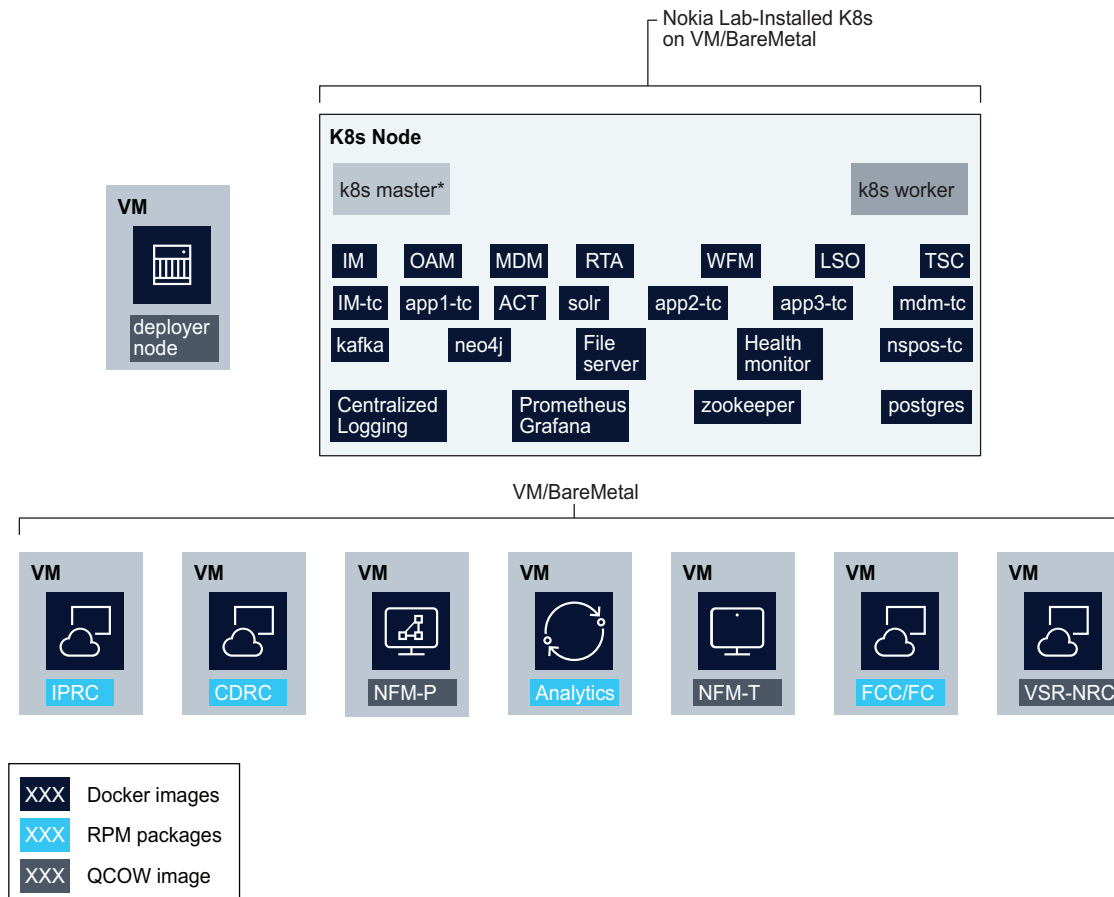 Nokia Lab-Installed K8s
on VM/BareMetal
K8s Node
k8s master*
k8s worker
VM
deployer
node
IM
OAM
MDM
RTA
WFM
LSO
TSC
IM-tc
app1-tc
ACT
solr
app2-tc
app3-tc
mdm-tc
kafka
neo4j
File
server
Health
monitor
nspos-tc
Centralized
Logging
Prometheus
Grafana
zookeeper
postgres
VM/BareMetal
VM
IPRC
VM
CDRC
VM
NFM-P
VM
Analytics
VM
NFM-T
VM
FCC/FC
VM
VSR-NRC
XXX Docker images
XXX RPM packages
XXX QCOW image